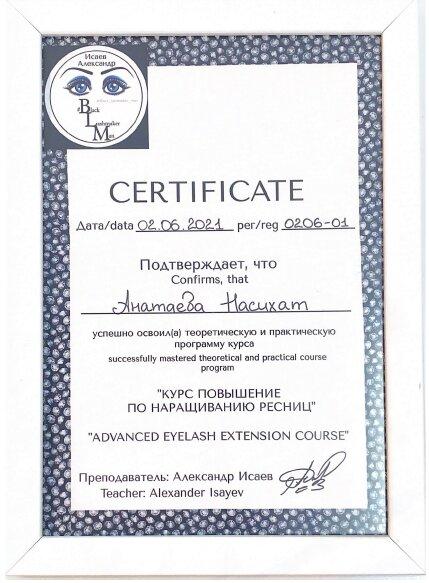 Исаев
Александр
Black
Lashmaker
Man
CERTIFICATE
Дата/data 02.06.2021 рег/reg 0206-01
Подтверждает, что
Confirms, that
Анатаева Насихат
успешно освоил(а) теоретическую и практическую
программу курса
successfully mastered theoretical and practical course
program
"КУРС ПОВЫШЕНИЕ
ПО НАРАЩИВАНИЮ РЕСНИЦ"
"ADVANCED EYELASH EXTENSION COURSE"
Преподаватель: Александр Исаев
Teacher: Alexander Isayev